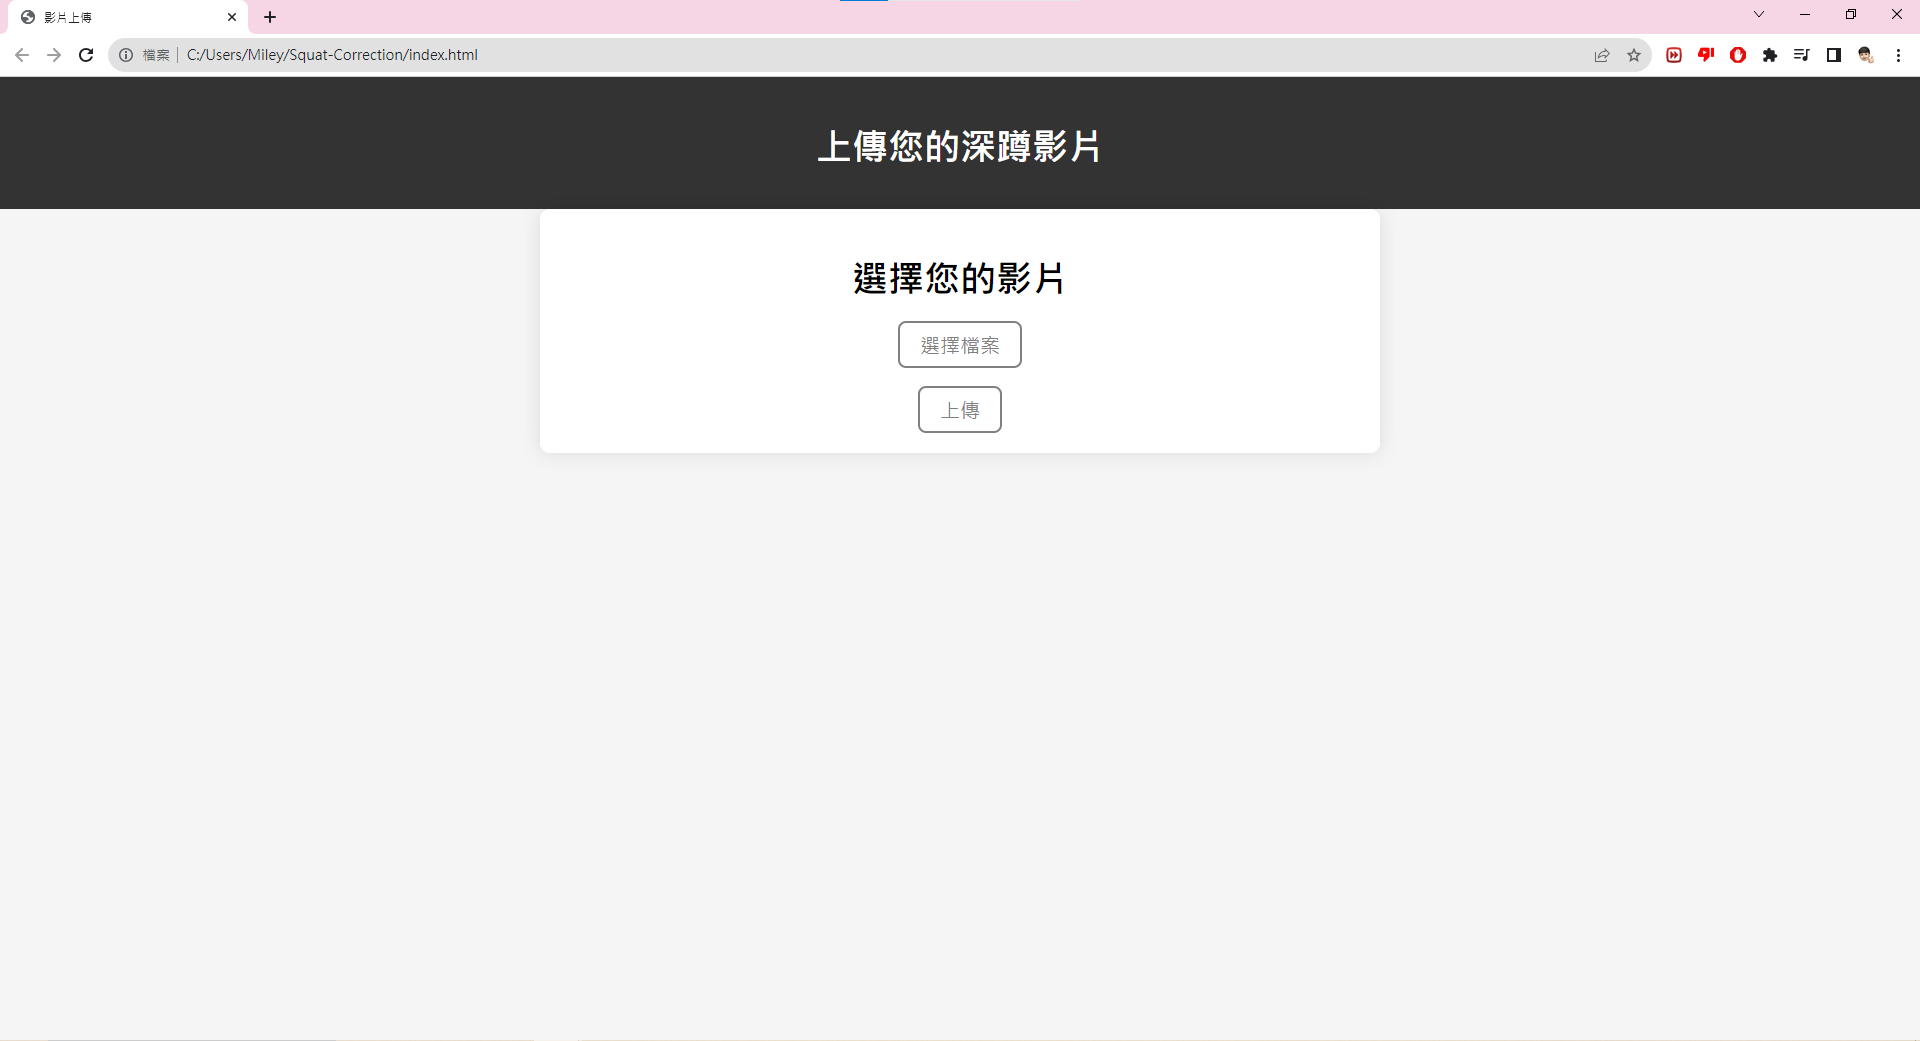 影片上傳
檔案 C:/Users/Miley/Squat-Correction/index.html
上傳您的深蹲影片
選擇您的影片
選擇檔案
上傳